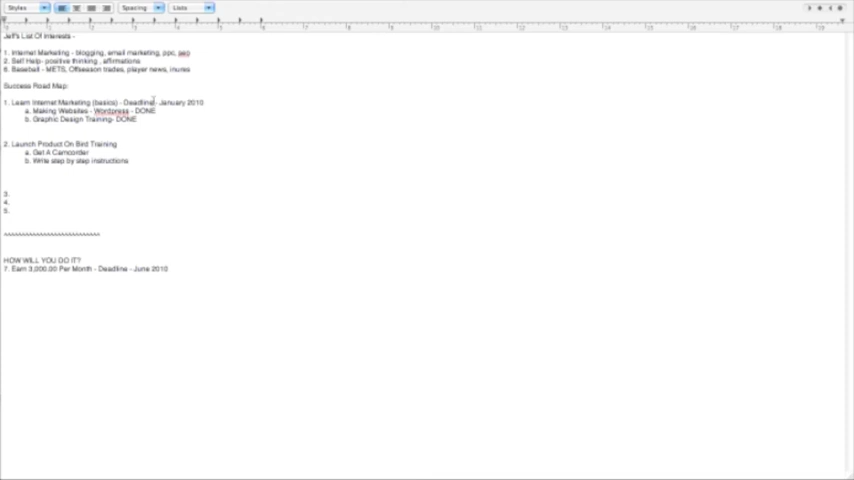 Styles
Spacing
Lists
Jeff's List Of Interests -
1. Internet Marketing - blogging, email marketing, ppc, seo
2. Self Help- positive thinking , affirmations
6. Baseball - METS, Offseason trades, player news, inures
Success Road Map:
1. Learn Internet Marketing (basics) - Deadline - January 2010
a. Making Websites - Wordpress - DONE
b. Graphic Design Training- DONE
2. Launch Product On Bird Training
a. Get A Camcorder
b. Write step by step instructions
3.
4.
5.
HOW WILL YOU DO IT?
7. Earn 3,000.00 Per Month - Deadline - June 2010